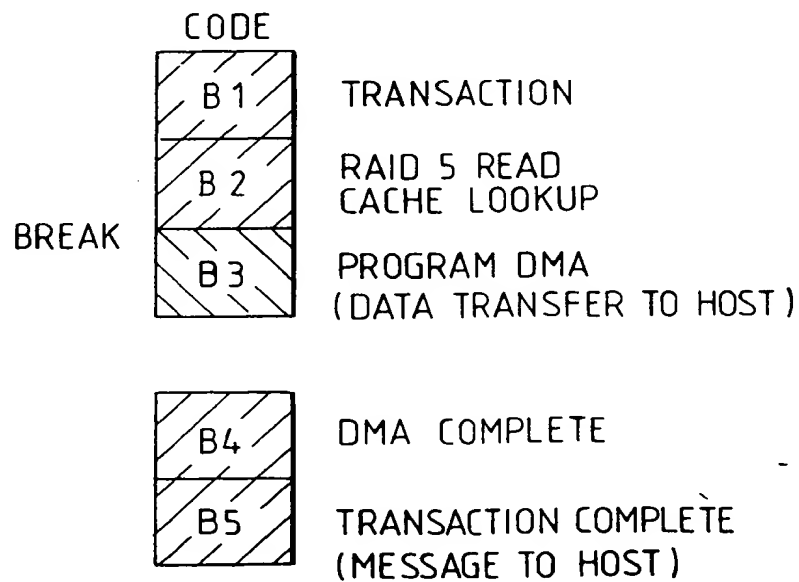 CODE
B1 TRANSACTION
B2 RAID 5 READ
CACHE LOOKUP
BREAK
B3 PROGRAM DMA
(DATA TRANSFER TO HOST)
B4 DMA COMPLETE
B5 TRANSACTION COMPLETE
(MESSAGE TO HOST)